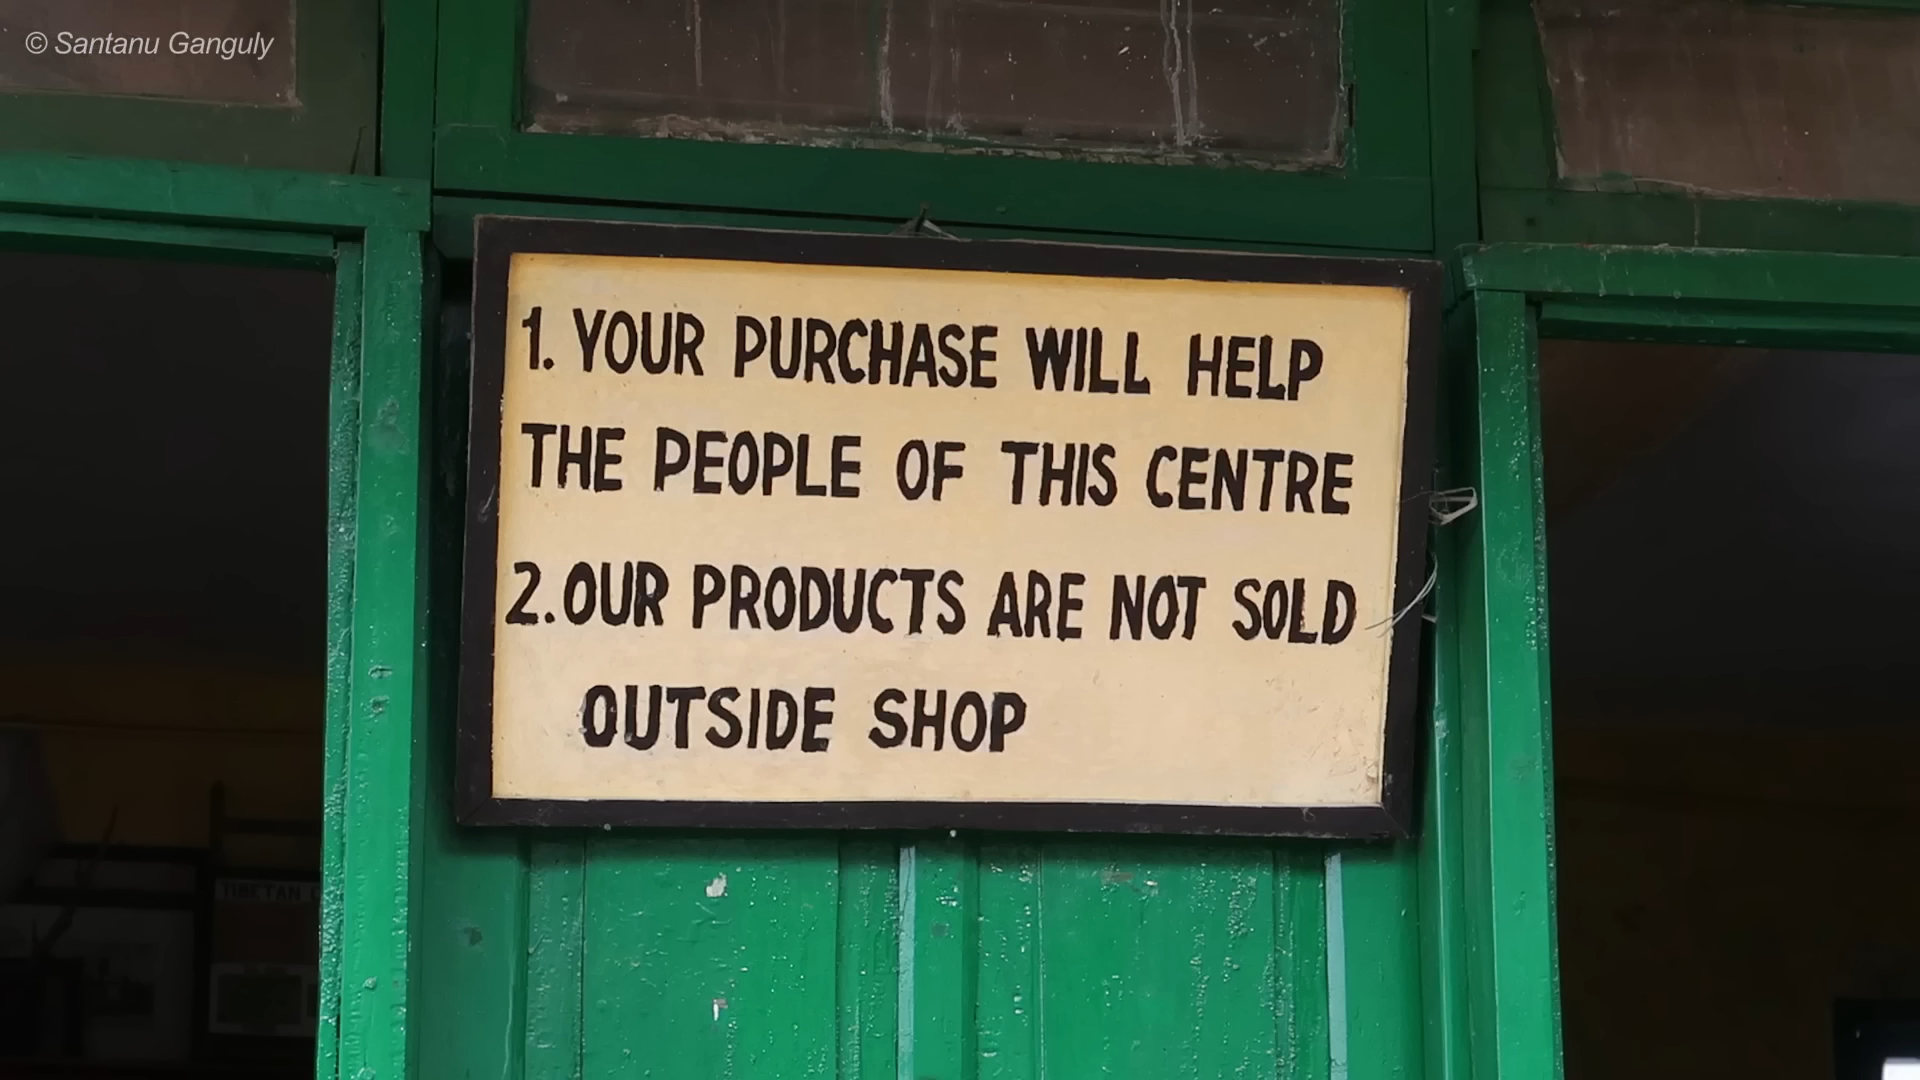 © Santanu Ganguly
1. YOUR PURCHASE WILL HELP
THE PEOPLE OF THIS CENTRE
2. OUR PRODUCTS ARE NOT SOLD
OUTSIDE SHOP
TIBETAN